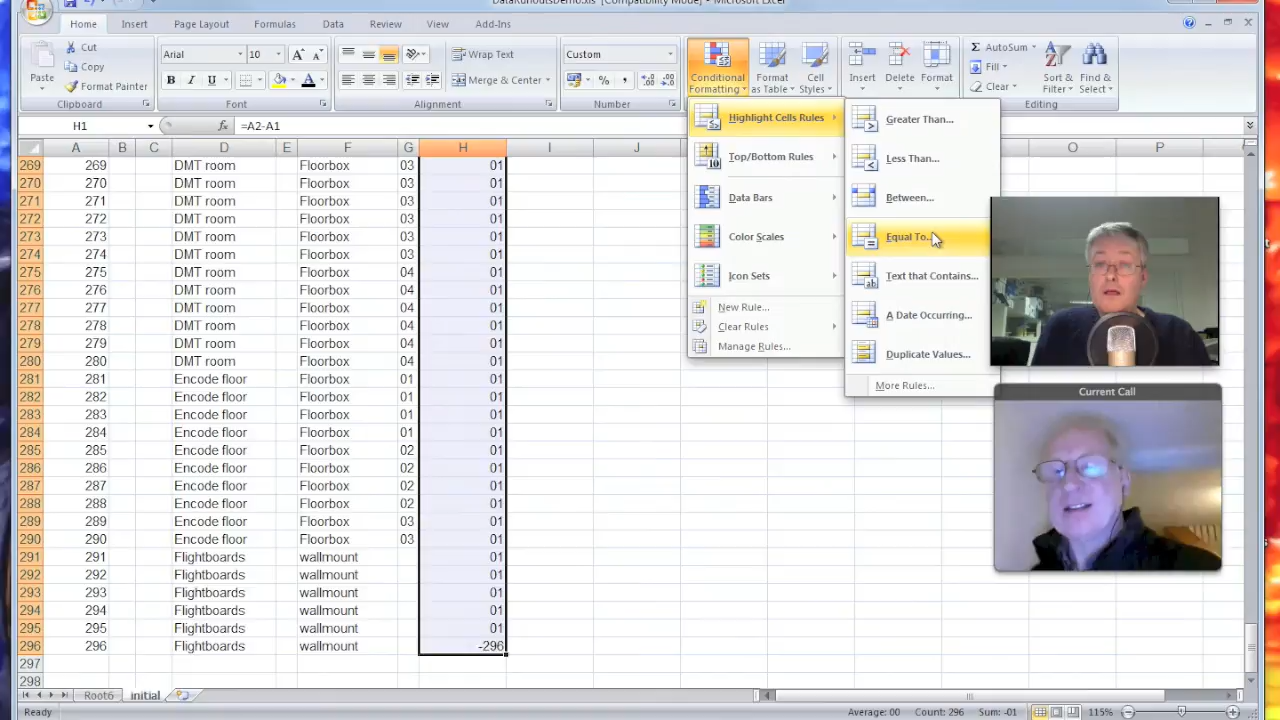 DataRunoutsDemo.xls [Compatibility Mode] - Microsoft Excel
Home Insert Page Layout Formulas Data Review View Add-Ins
Cut Arial 10 Wrap Text Custom AutoSum
Copy Fill
Paste Format Painter B I U Merge & Center % , Conditional Formatting Format as Table Cell Styles Insert Delete Format Clear Sort & Filter Find & Select
Clipboard Font Alignment Number Editing
H1 fx =A2-A1
A B C D E F G H I J O P
269 269 DMT room Floorbox 03 01
270 270 DMT room Floorbox 03 01
271 271 DMT room Floorbox 03 01
272 272 DMT room Floorbox 03 01
273 273 DMT room Floorbox 03 01
274 274 DMT room Floorbox 03 01
275 275 DMT room Floorbox 04 01
276 276 DMT room Floorbox 04 01
277 277 DMT room Floorbox 04 01
278 278 DMT room Floorbox 04 01
279 279 DMT room Floorbox 04 01
280 280 DMT room Floorbox 04 01
281 281 Encode floor Floorbox 01 01
282 282 Encode floor Floorbox 01 01
283 283 Encode floor Floorbox 01 01
284 284 Encode floor Floorbox 01 01
285 285 Encode floor Floorbox 02 01
286 286 Encode floor Floorbox 02 01
287 287 Encode floor Floorbox 02 01
288 288 Encode floor Floorbox 02 01
289 289 Encode floor Floorbox 03 01
290 290 Encode floor Floorbox 03 01
291 291 Flightboards wallmount 01
292 292 Flightboards wallmount 01
293 293 Flightboards wallmount 01
294 294 Flightboards wallmount 01
295 295 Flightboards wallmount 01
296 296 Flightboards wallmount -296
297
298
Highlight Cells Rules
Top/Bottom Rules
Data Bars
Color Scales
Icon Sets
New Rule...
Clear Rules
Manage Rules...
Greater Than...
Less Than...
Between...
Equal To...
Text that Contains...
A Date Occurring...
Duplicate Values...
More Rules...
Current Call
Root6 initial
Ready Average: 00 Count: 296 Sum: -01 115%